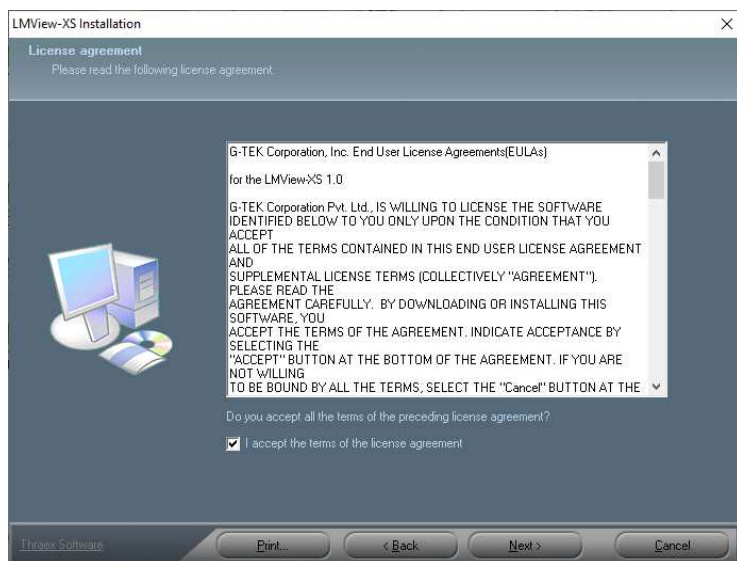 LMView-XS Installation
License agreement
Please read the following license agreement.
G-TEK Corporation, Inc. End User License Agreements(EULAs)
for the LMView-XS 1.0
G-TEK Corporation Pvt. Ltd., IS WILLING TO LICENSE THE SOFTWARE
IDENTIFIED BELOW TO YOU ONLY UPON THE CONDITION THAT YOU
ACCEPT
ALL OF THE TERMS CONTAINED IN THIS END USER LICENSE AGREEMENT
AND
SUPPLEMENTAL LICENSE TERMS (COLLECTIVELY "AGREEMENT").
PLEASE READ THE
AGREEMENT CAREFULLY. BY DOWNLOADING OR INSTALLING THIS
SOFTWARE, YOU
ACCEPT THE TERMS OF THE AGREEMENT. INDICATE ACCEPTANCE BY
SELECTING THE
"ACCEPT" BUTTON AT THE BOTTOM OF THE AGREEMENT. IF YOU ARE
NOT WILLING
TO BE BOUND BY ALL THE TERMS, SELECT THE "Cancel" BUTTON AT THE
Do you accept all the terms of the preceding license agreement?
I accept the terms of the license agreement
Thraex Software
Print...
< Back
Next >
Cancel